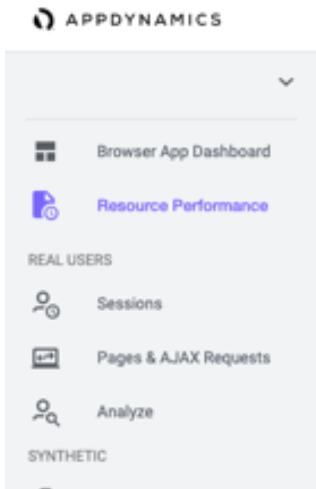 APPDYNAMICS
Browser App Dashboard
Resource Performance
REAL USERS
Sessions
Pages & AJAX Requests
Analyze
SYNTHETIC